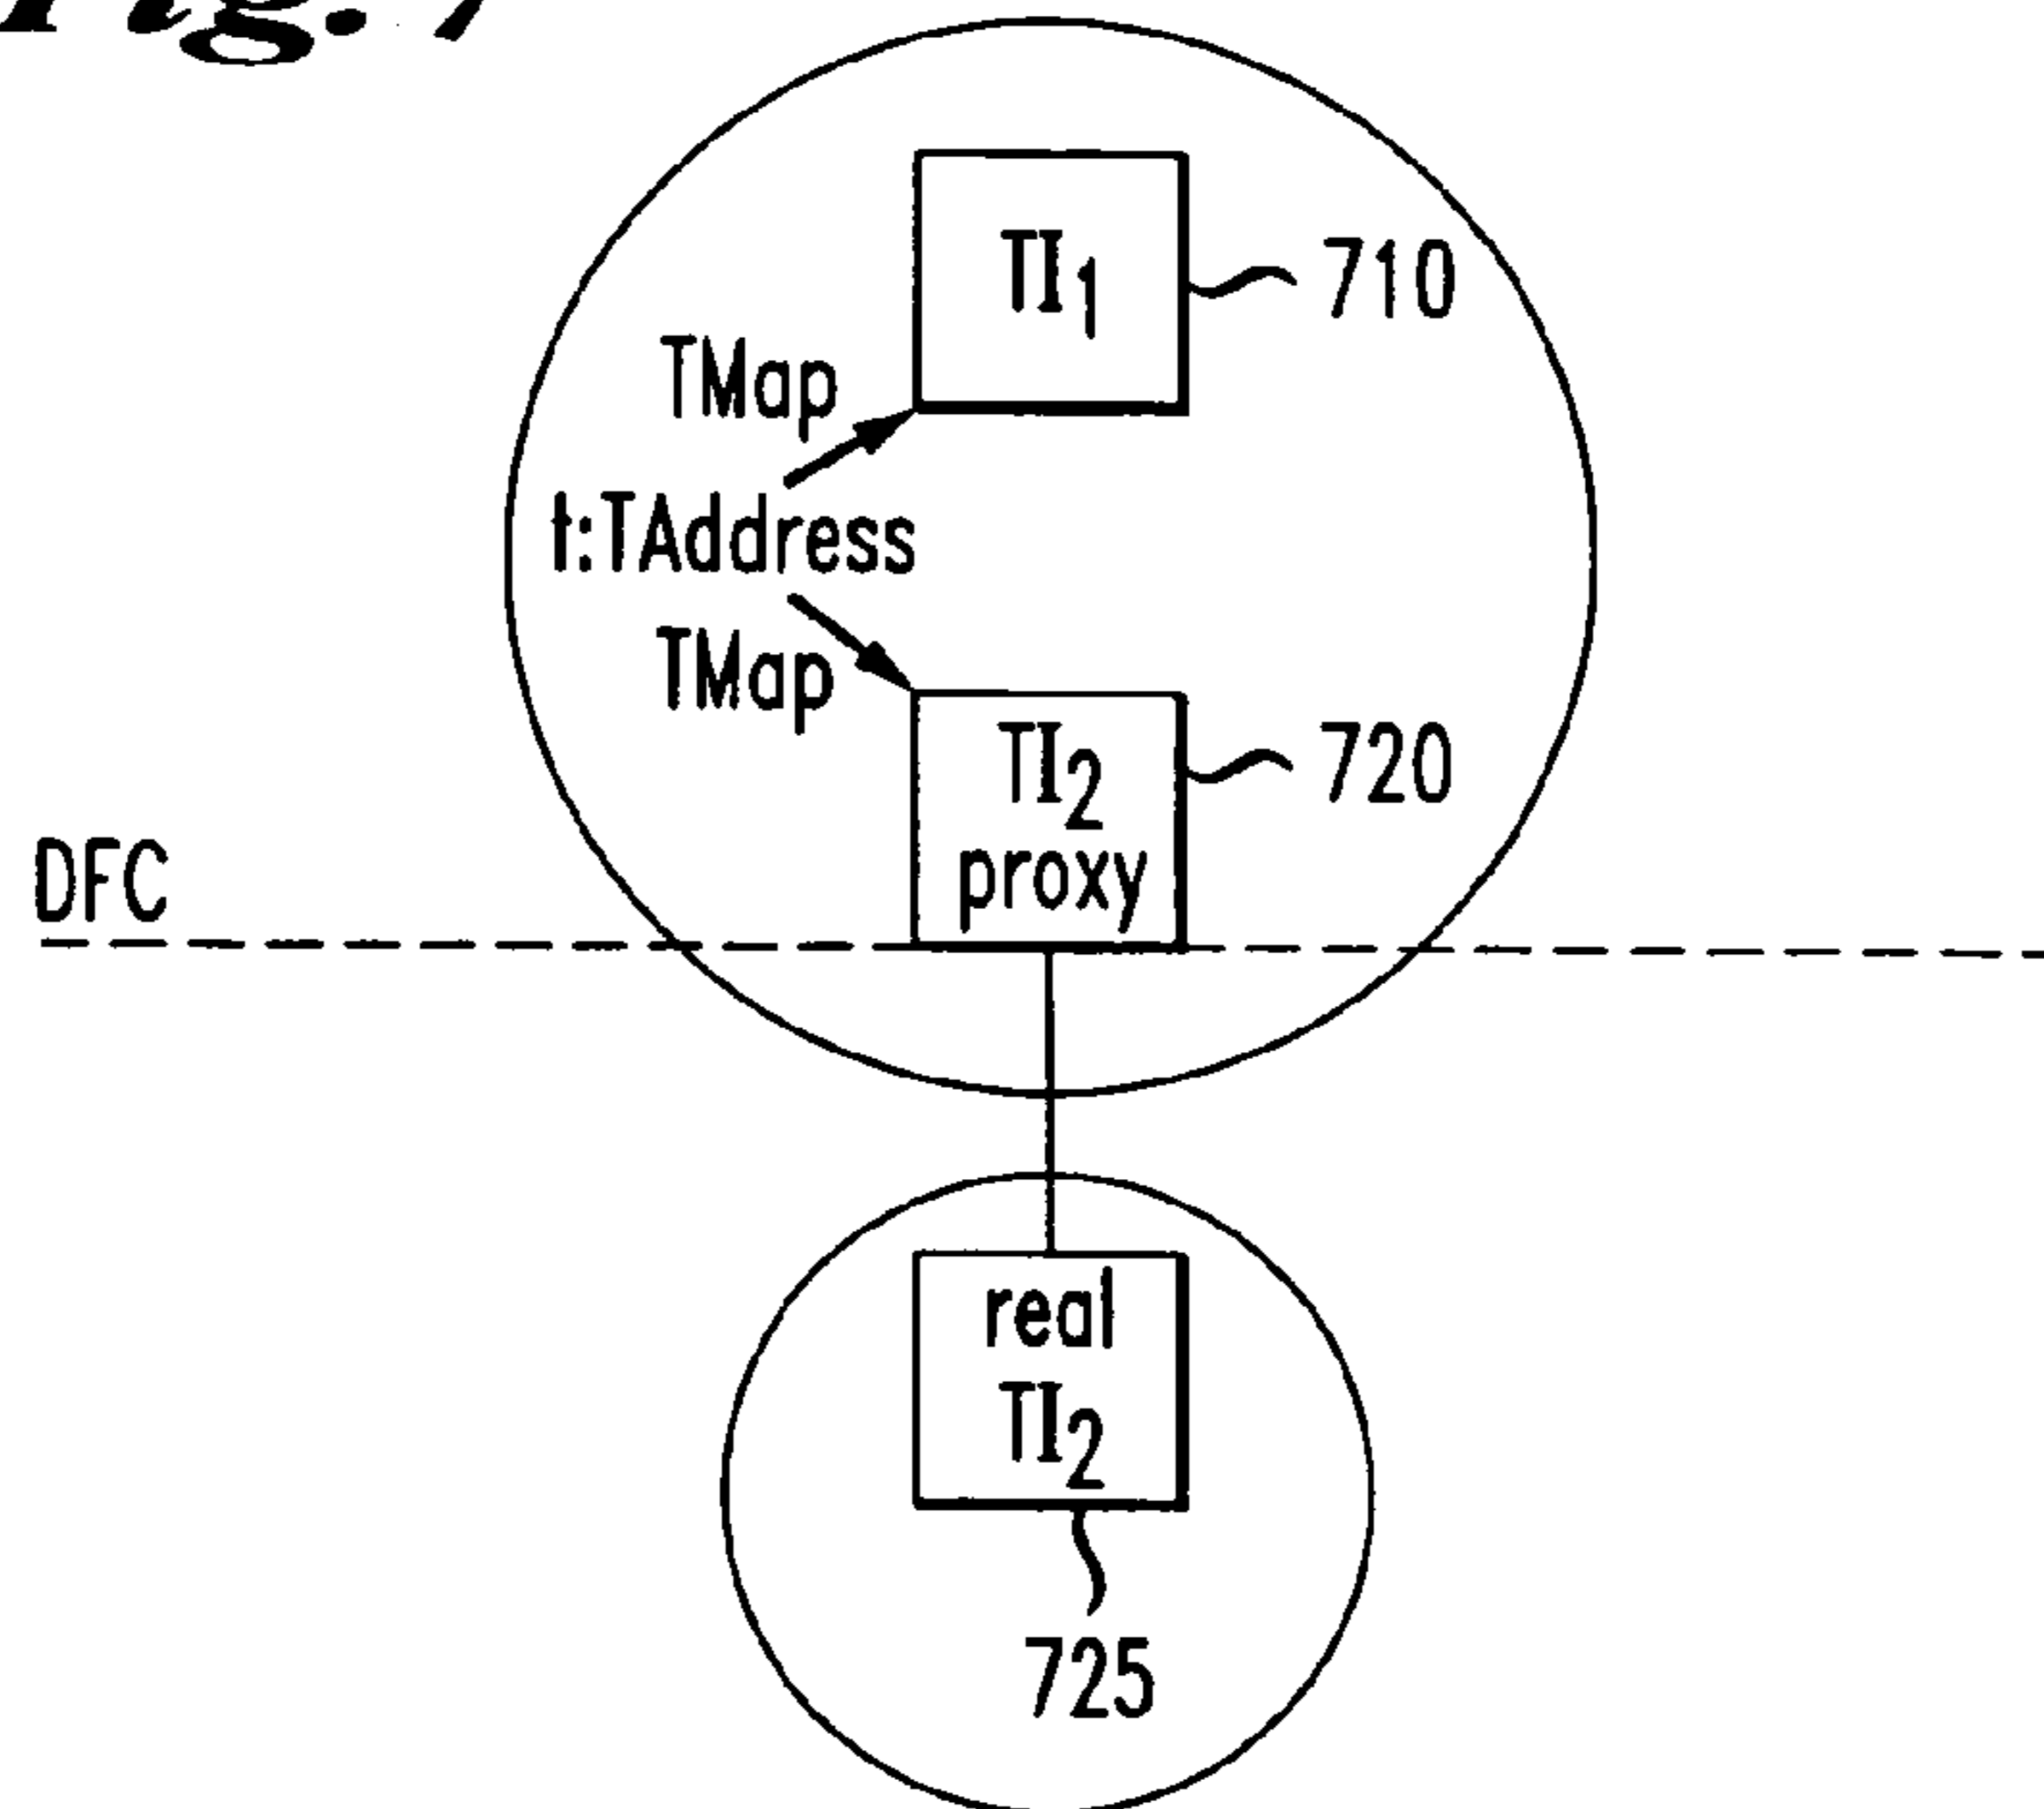 Fig. 7
TI1
710
TMap
t:TAddress
TMap
TI2
proxy
720
DFC
real
TI2
725